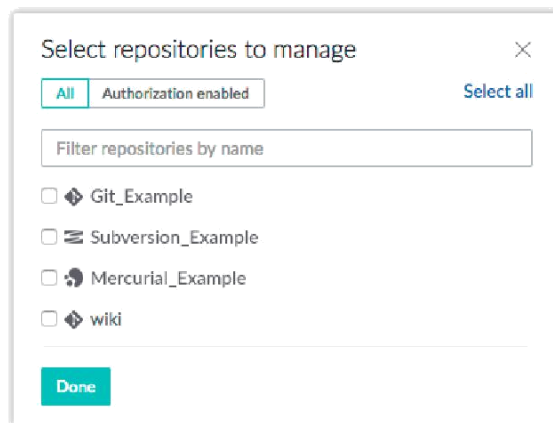 Select repositories to manage
All Authorization enabled Select all
Filter repositories by name
Git_Example
Subversion_Example
Mercurial_Example
wiki
Done